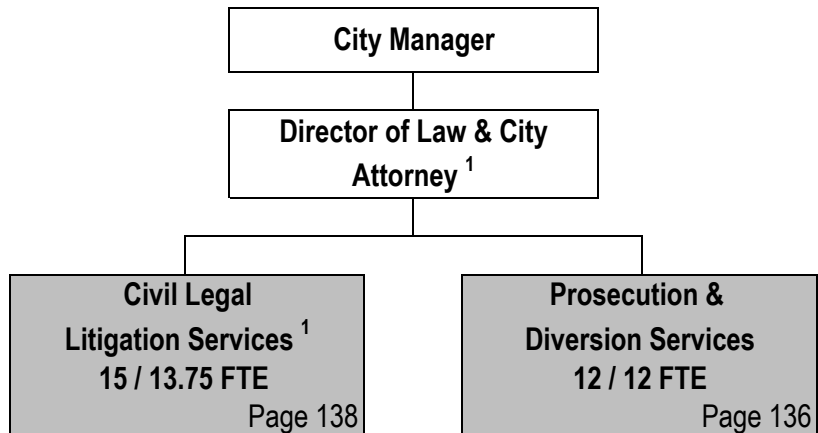 City Manager
Director of Law & City
Attorney 1
Civil Legal
Litigation Services 1
15 / 13.75 FTE
Page 138
Prosecution &
Diversion Services
12 / 12 FTE
Page 136